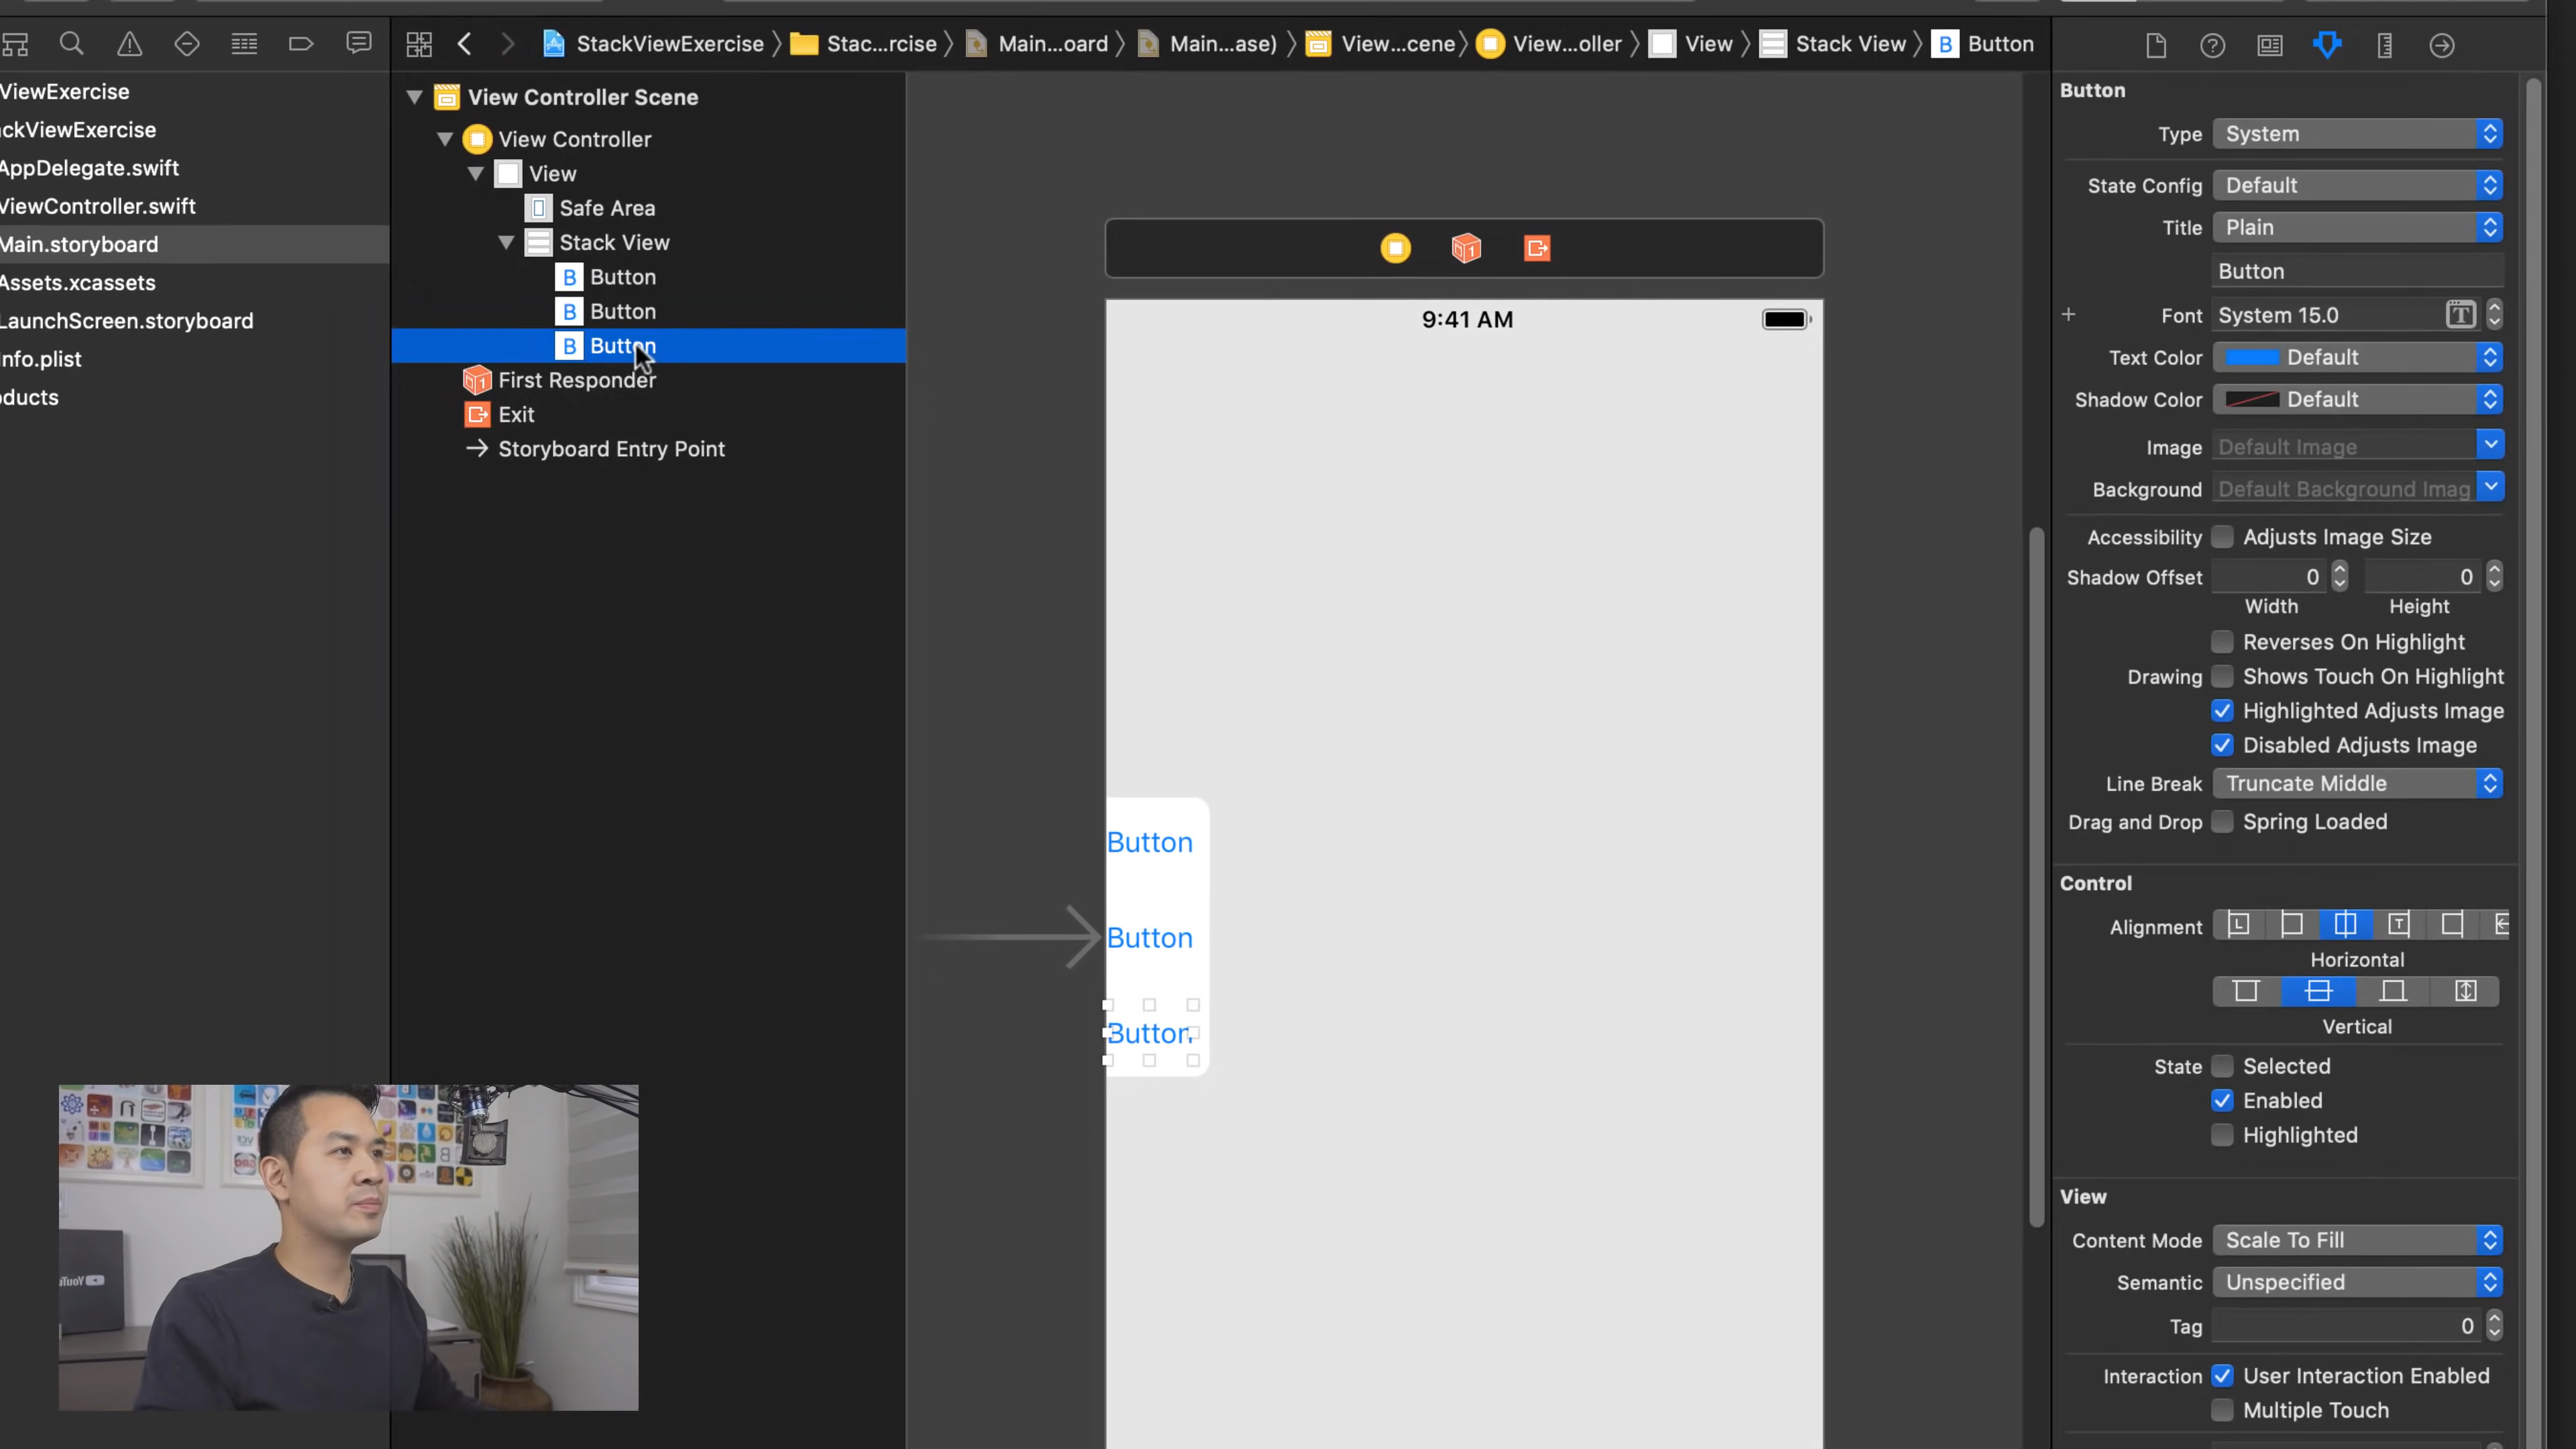 StackViewExercise
Stac...rcise
Main...oard
Main...ase)
View...cene
View...oller
View
Stack View
B Button
ViewExercise
ckViewExercise
AppDelegate.swift
ViewController.swift
Main.storyboard
Assets.xcassets
LaunchScreen.storyboard
nfo.plist
ducts
View Controller Scene
View Controller
View
Safe Area
Stack View
B Button
B Button
B Button
First Responder
Exit
Storyboard Entry Point
9:41 AM
Button
Button
Button
Button
Type System
State Config Default
Title Plain
Button
+ Font System 15.0 T
Text Color Default
Shadow Color Default
Image Default Image
Background Default Background Imag
Accessibility Adjusts Image Size
Shadow Offset 0 0
Width Height
Reverses On Highlight
Drawing Shows Touch On Highlight
Highlighted Adjusts Image
Disabled Adjusts Image
Line Break Truncate Middle
Drag and Drop Spring Loaded
Control
Alignment L T
Horizontal
Vertical
State Selected
Enabled
Highlighted
View
Content Mode Scale To Fill
Semantic Unspecified
Tag 0
Interaction User Interaction Enabled
Multiple Touch